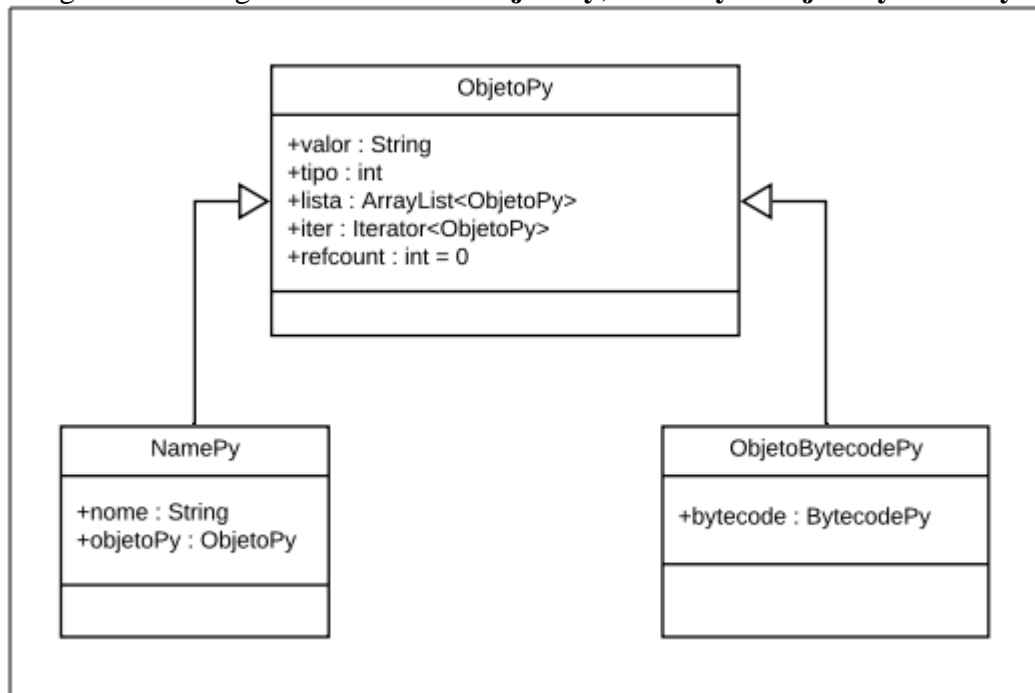 ObjetoPy
+valor : String
+tipo : int
+lista : ArrayList<ObjetoPy>
+iter : Iterator<ObjetoPy>
+refcount : int = 0
NamePy
+nome : String
+objetoPy : ObjetoPy
ObjetoBytecodePy
+bytecode : BytecodePy